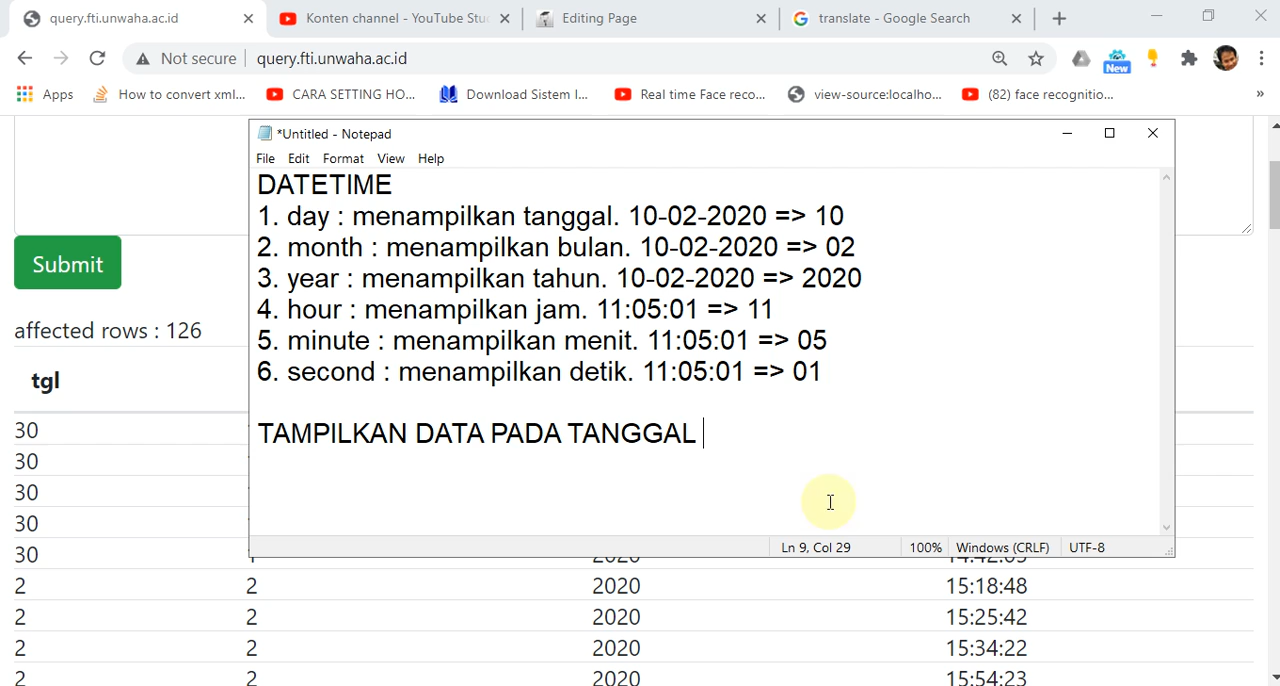 query.fti.unwaha.ac.id
Konten channel - YouTube Stu
Editing Page
translate - Google Search
Not secure
query.fti.unwaha.ac.id
New
Apps
How to convert xml...
CARA SETTING HO...
Download Sistem I...
Real time Face reco...
view-source:localho...
(82) face recognitio...
»
*Untitled - Notepad
File Edit Format View Help
DATETIME
1. day : menampilkan tanggal. 10-02-2020 => 10
2. month : menampilkan bulan. 10-02-2020 => 02
3. year : menampilkan tahun. 10-02-2020 => 2020
4. hour : menampilkan jam. 11:05:01 => 11
5. minute : menampilkan menit. 11:05:01 => 05
6. second : menampilkan detik. 11:05:01 => 01
TAMPILKAN DATA PADA TANGGAL
Ln 9, Col 29 100% Windows (CRLF) UTF-8
Submit
affected rows : 126
tgl
30
30
30
30
30
2 2 2020 15:18:48
2 2 2020 15:25:42
2 2 2020 15:34:22
2 2 2020 15:54:23